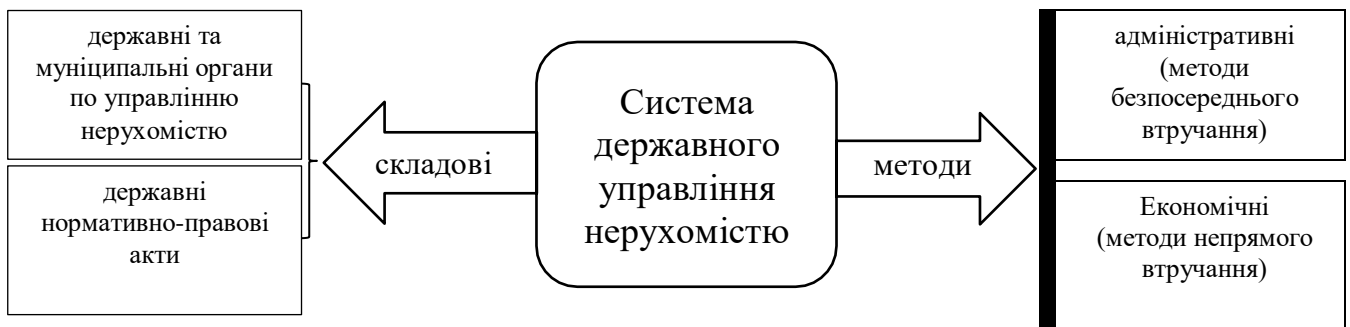 державні та
муніципальні органи
по управлінню
нерухомістю
державні
нормативно-правові
акти
складові
Система
державного
управління
нерухомістю
методи
адміністративні
(методи
безпосереднього
втручання)
Економічні
(методи непрямого
втручання)